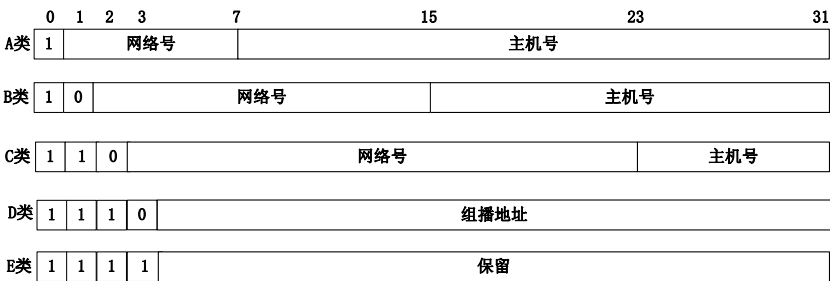 0 1 2 3 7 15 23 31
A类 1 网络号 主机号
B类 1 0 网络号 主机号
C类 1 1 0 网络号 主机号
D类 1 1 1 0 组播地址
E类 1 1 1 1 保留